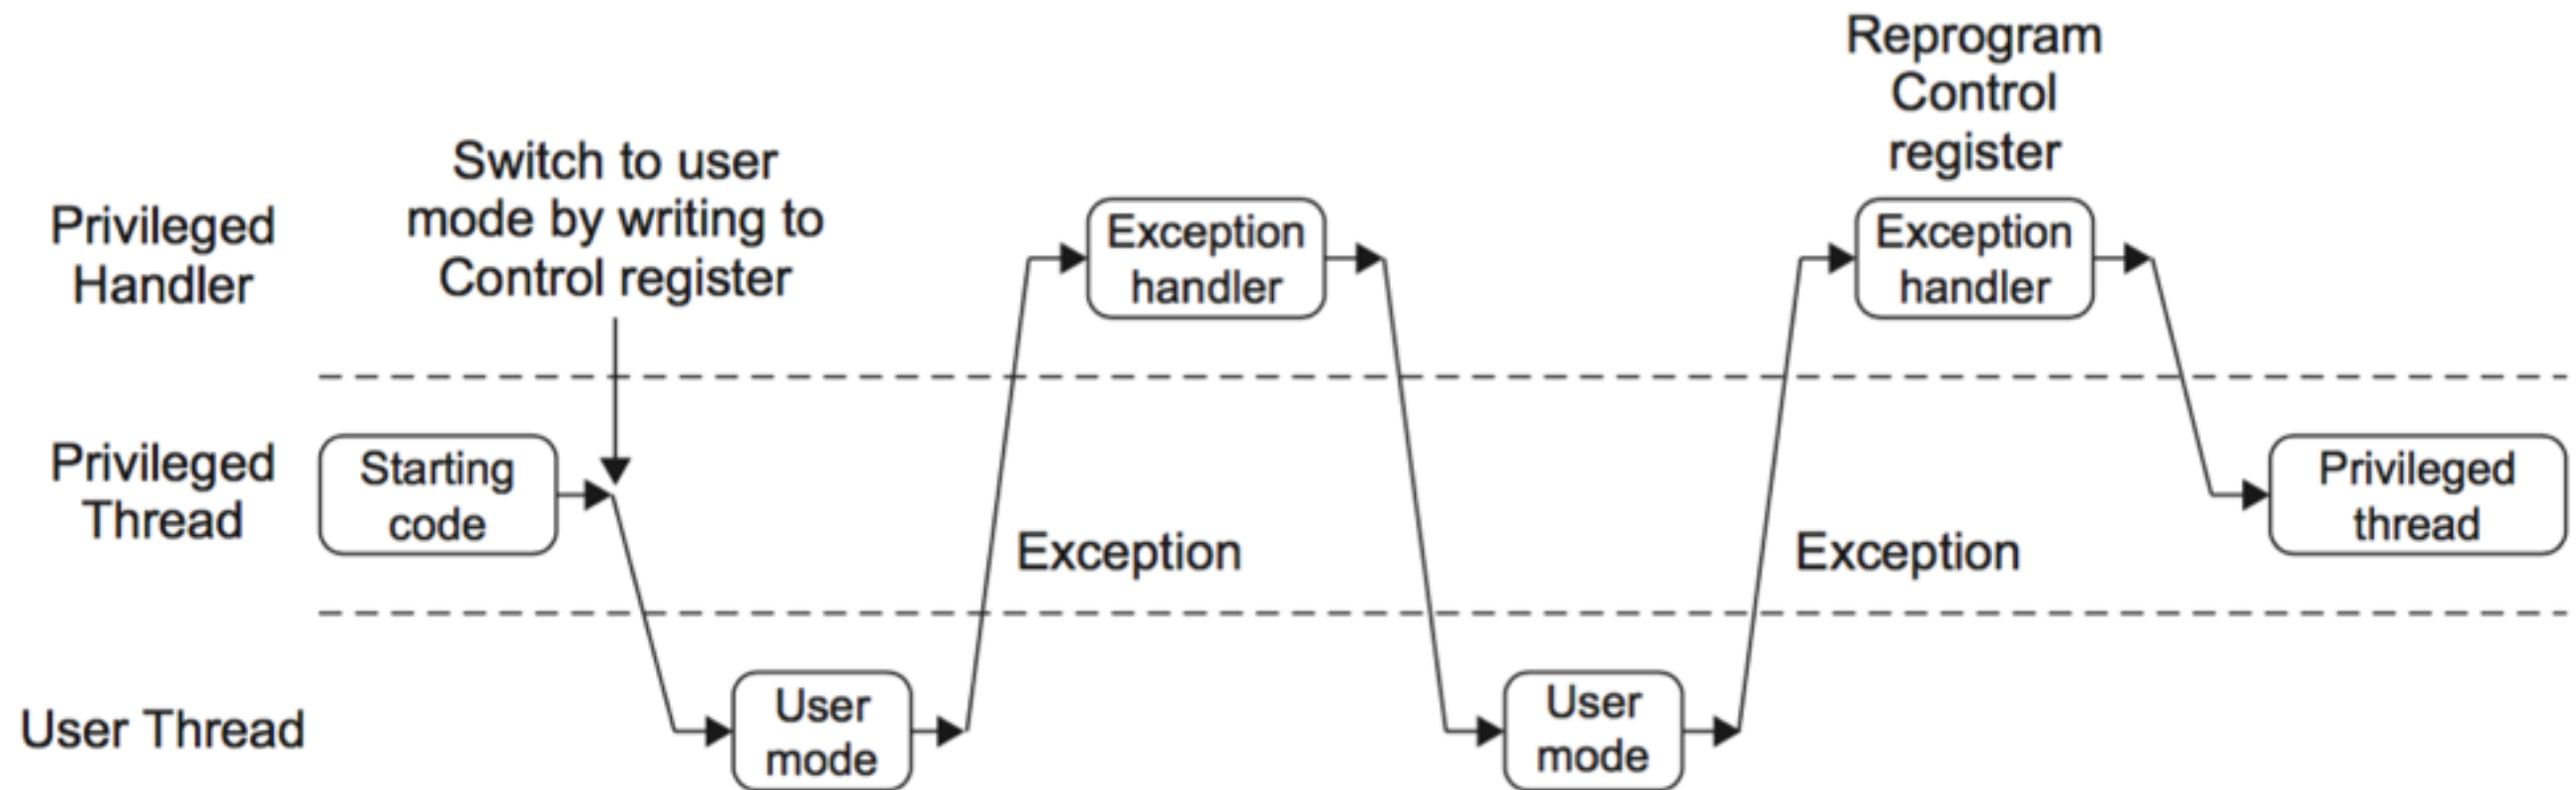 Reprogram
Control
register
Switch to user
mode by writing to
Control register
Privileged
Handler
Exception
handler
Exception
handler
Privileged
Thread
Starting
code
Exception
Exception
Privileged
thread
User Thread
User
mode
User
mode